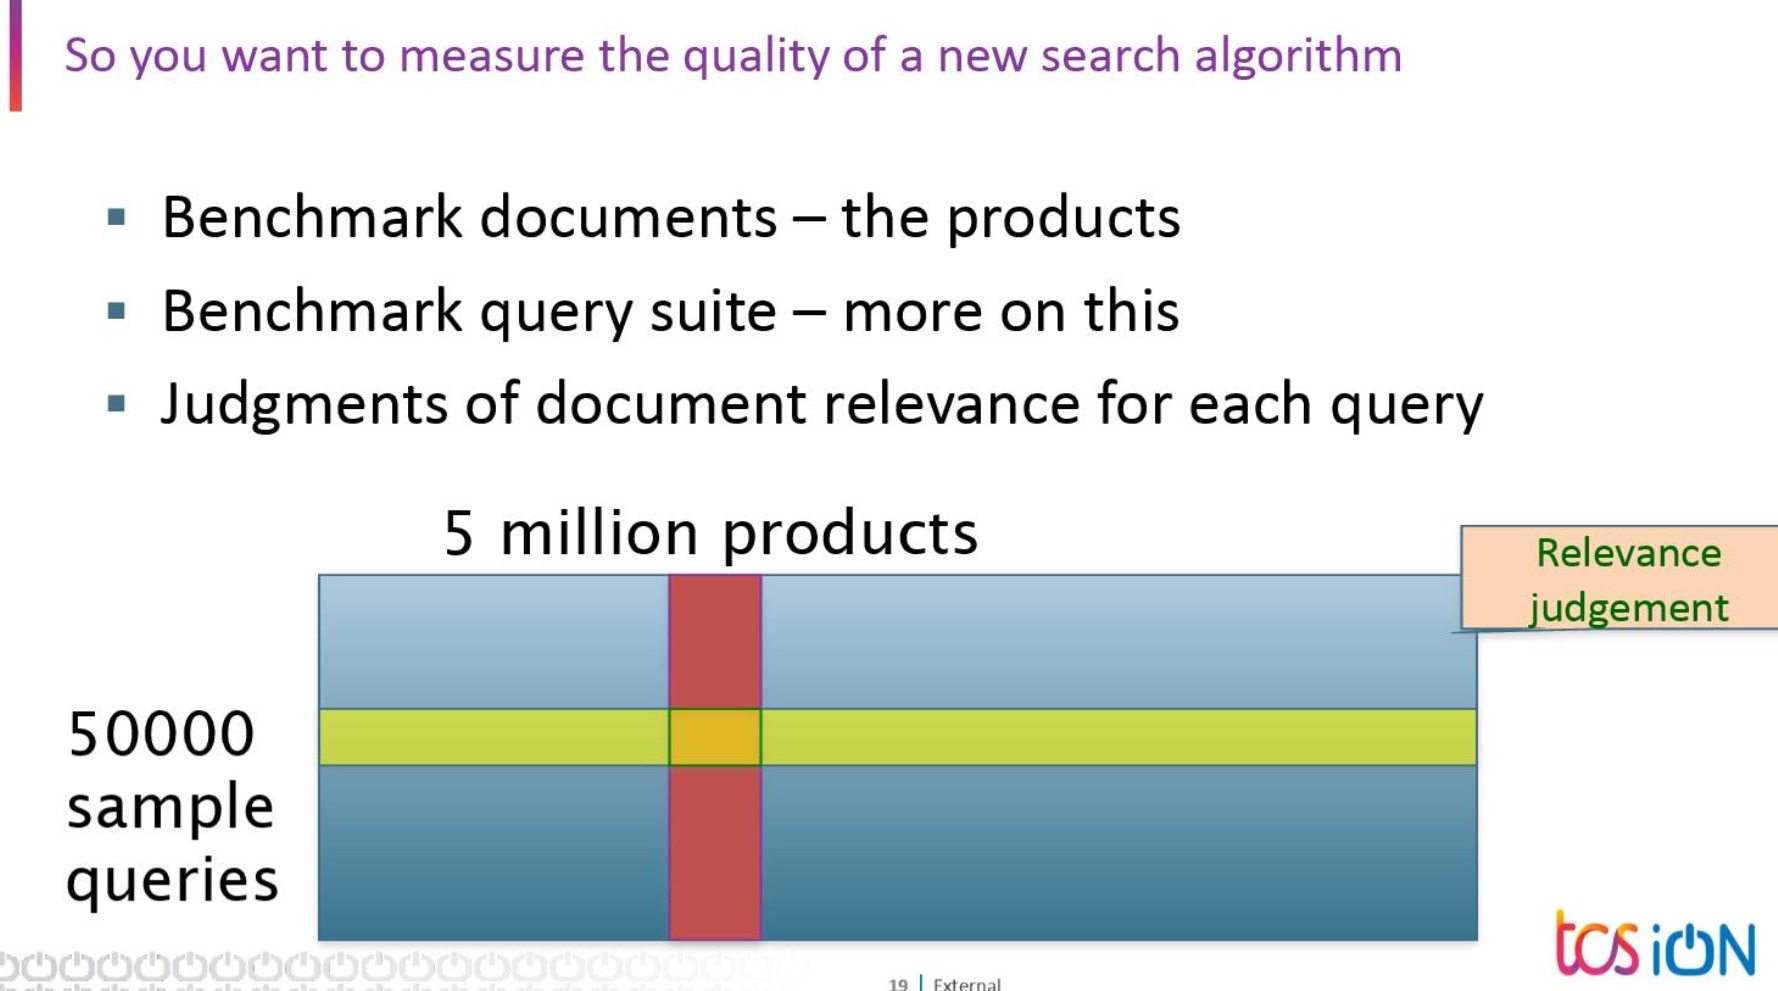 So you want to measure the quality of a new search algorithm
▪ Benchmark documents – the products
▪ Benchmark query suite – more on this
▪ Judgments of document relevance for each query
5 million products
Relevance
judgement
50000
sample
queries
tcs iON
19 | External